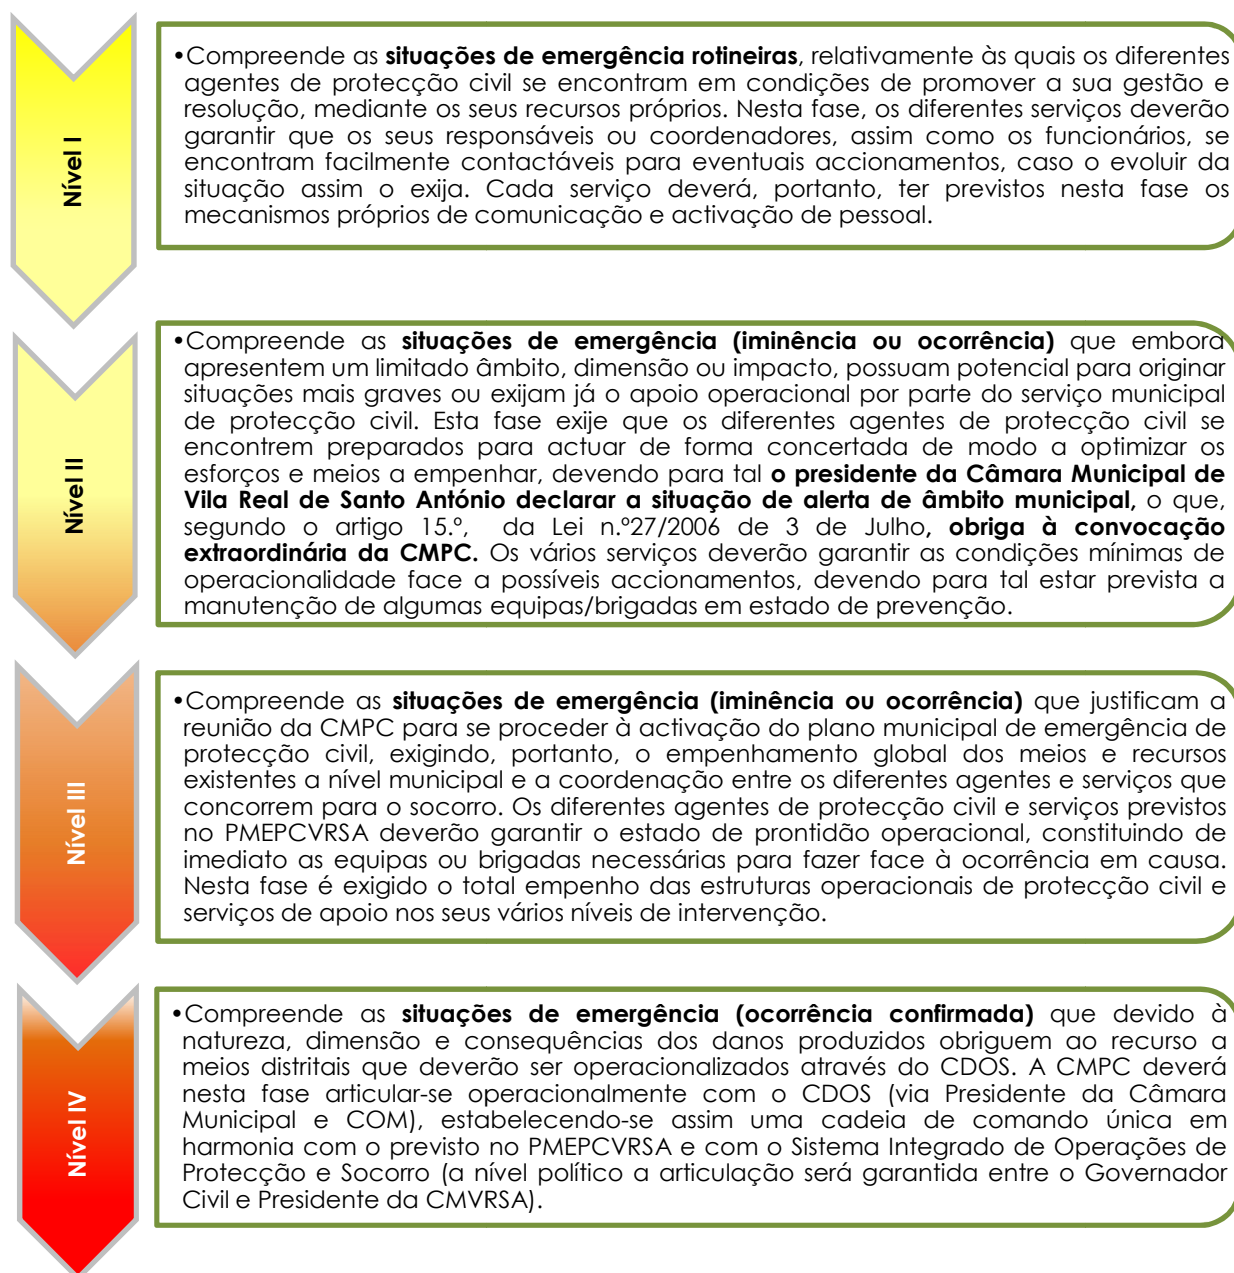 Nível I
•Compreende as situações de emergência rotineiras, relativamente às quais os diferentes
agentes de protecção civil se encontram em condições de promover a sua gestão e
resolução, mediante os seus recursos próprios. Nesta fase, os diferentes serviços deverão
garantir que os seus responsáveis ou coordenadores, assim como os funcionários, se
encontram facilmente contactáveis para eventuais accionamentos, caso o evoluir da
situação assim o exija. Cada serviço deverá, portanto, ter previstos nesta fase os
mecanismos próprios de comunicação e activação de pessoal.
Nível II
•Compreende as situações de emergência (iminência ou ocorrência) que embora
apresentem um limitado âmbito, dimensão ou impacto, possuam potencial para originar
situações mais graves ou exijam já o apoio operacional por parte do serviço municipal
de protecção civil. Esta fase exige que os diferentes agentes de protecção civil se
encontrem preparados para actuar de forma concertada de modo a optimizar os
esforços e meios a empenhar, devendo para tal o presidente da Câmara Municipal de
Vila Real de Santo António declarar a situação de alerta de âmbito municipal, o que,
segundo o artigo 15.º, da Lei n.º27/2006 de 3 de Julho, obriga à convocação
extraordinária da CMPC. Os vários serviços deverão garantir as condições mínimas de
operacionalidade face a possíveis accionamentos, devendo para tal estar prevista a
manutenção de algumas equipas/brigadas em estado de prevenção.
Nível III
•Compreende as situações de emergência (iminência ou ocorrência) que justificam a
reunião da CMPC para se proceder à activação do plano municipal de emergência de
protecção civil, exigindo, portanto, o empenhamento global dos meios e recursos
existentes a nível municipal e a coordenação entre os diferentes agentes e serviços que
concorrem para o socorro. Os diferentes agentes de protecção civil e serviços previstos
no PMEPCVRSA deverão garantir o estado de prontidão operacional, constituindo de
imediato as equipas ou brigadas necessárias para fazer face à ocorrência em causa.
Nesta fase é exigido o total empenho das estruturas operacionais de protecção civil e
serviços de apoio nos seus vários níveis de intervenção.
Nível IV
•Compreende as situações de emergência (ocorrência confirmada) que devido à
natureza, dimensão e consequências dos danos produzidos obriguem ao recurso a
meios distritais que deverão ser operacionalizados através do CDOS. A CMPC deverá
nesta fase articular-se operacionalmente com o CDOS (via Presidente da Câmara
Municipal e COM), estabelecendo-se assim uma cadeia de comando única em
harmonia com o previsto no PMEPCVRSA e com o Sistema Integrado de Operações de
Protecção e Socorro (a nível político a articulação será garantida entre o Governador
Civil e Presidente da CMVRSA).